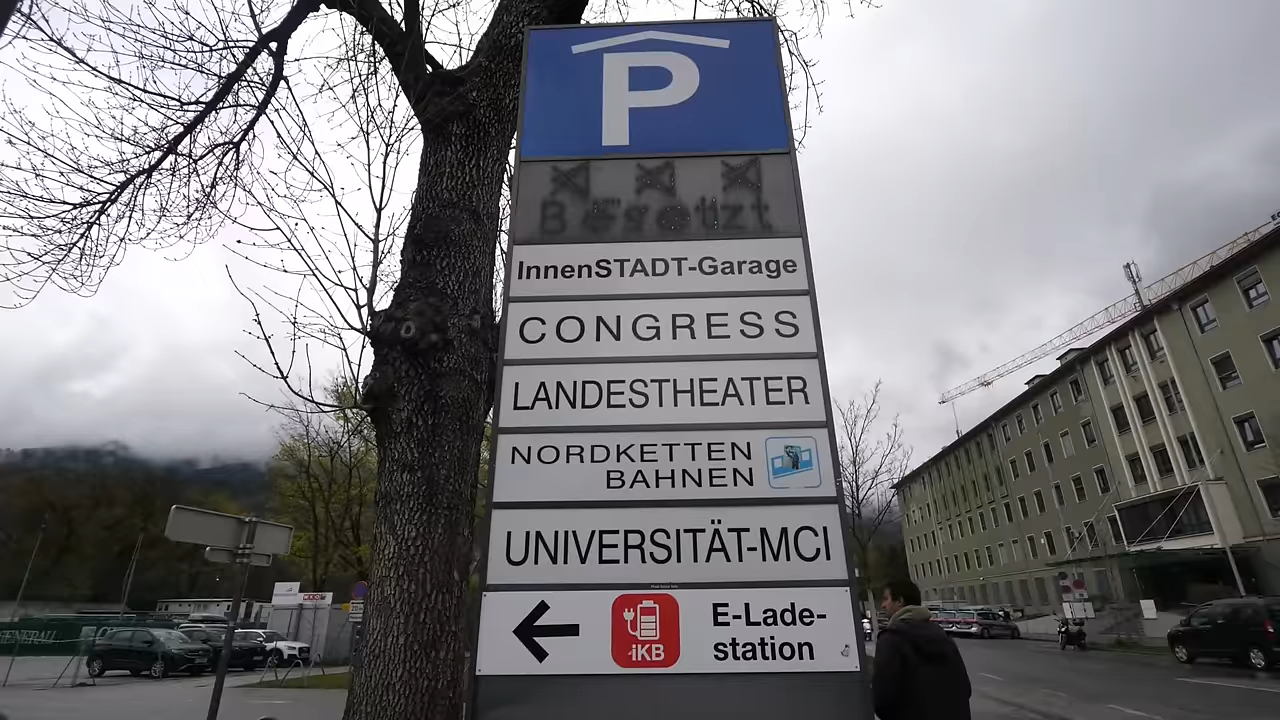 P
Besetzt
InnenSTADT-Garage
CONGRESS
LANDESTHEATER
NORDKETTEN
BAHNEN
UNIVERSITÄT-MCI
E-Lade-
station
iKB